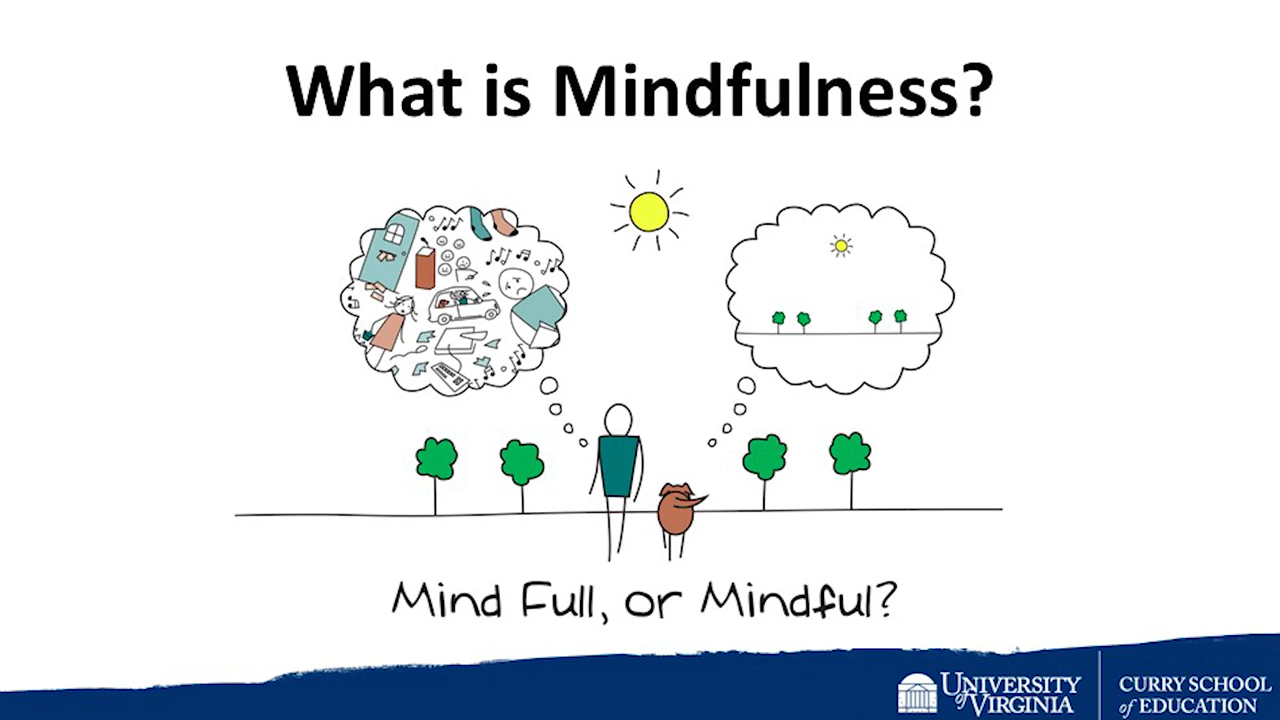 What is Mindfulness?
Mind Full, or Mindful?
UNIVERSITY
of VIRGINIA
CURRY SCHOOL
of EDUCATION